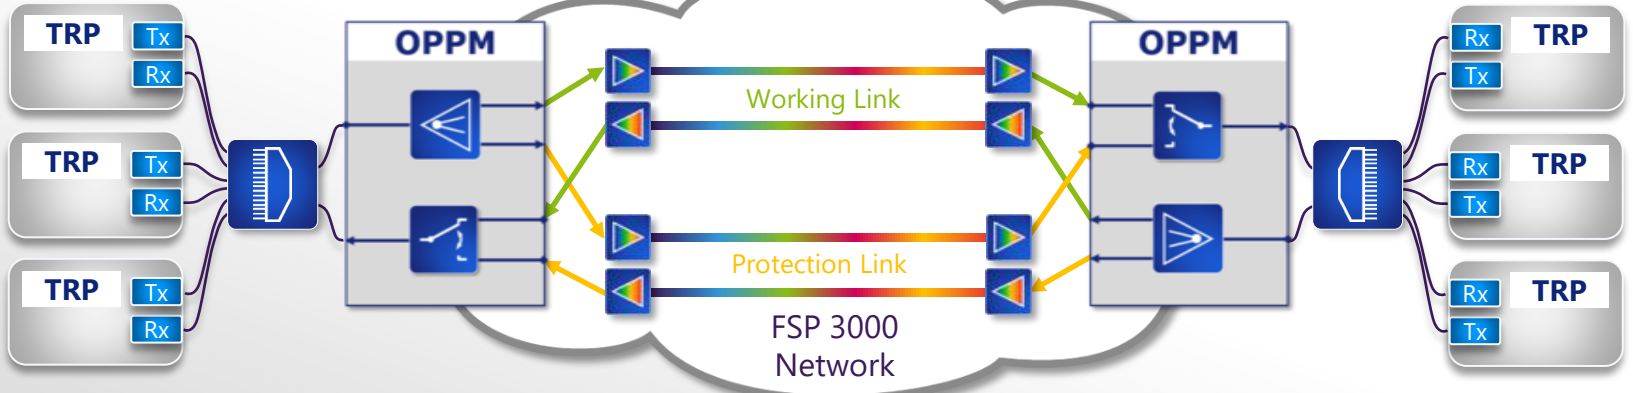 TRP
Tx
Rx
TRP
Tx
Rx
TRP
Tx
Rx
OPPM
Working Link
Protection Link
FSP 3000
Network
OPPM
Rx
TRP
Tx
Rx
TRP
Tx
Rx
TRP
Tx